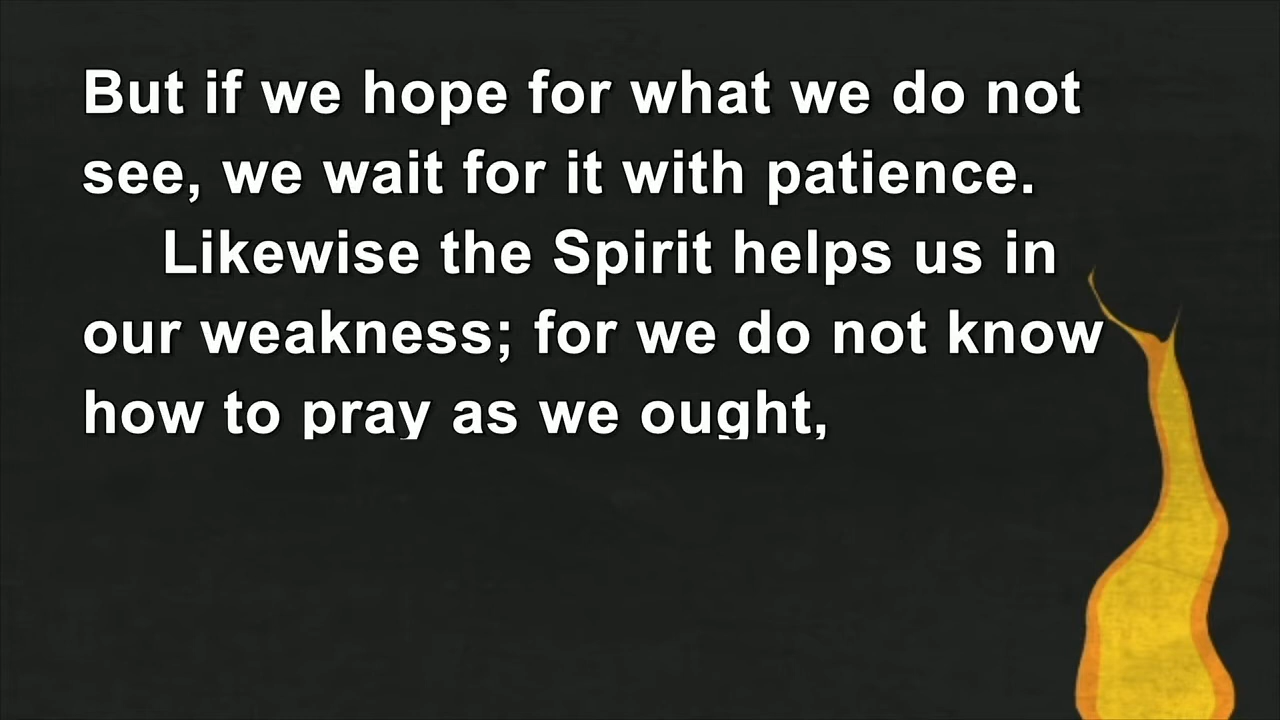 But if we hope for what we do not
see, we wait for it with patience.
Likewise the Spirit helps us in
our weakness; for we do not know
how to pray as we ought,